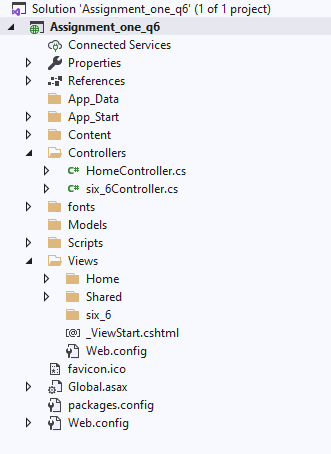 Solution 'Assignment_one_q6' (1 of 1 project)
Assignment_one_q6
Connected Services
Properties
References
App_Data
App_Start
Content
Controllers
C# HomeController.cs
C# six_6Controller.cs
fonts
Models
Scripts
Views
Home
Shared
six_6
[@] _ViewStart.cshtml
Web.config
favicon.ico
Global.asax
packages.config
Web.config